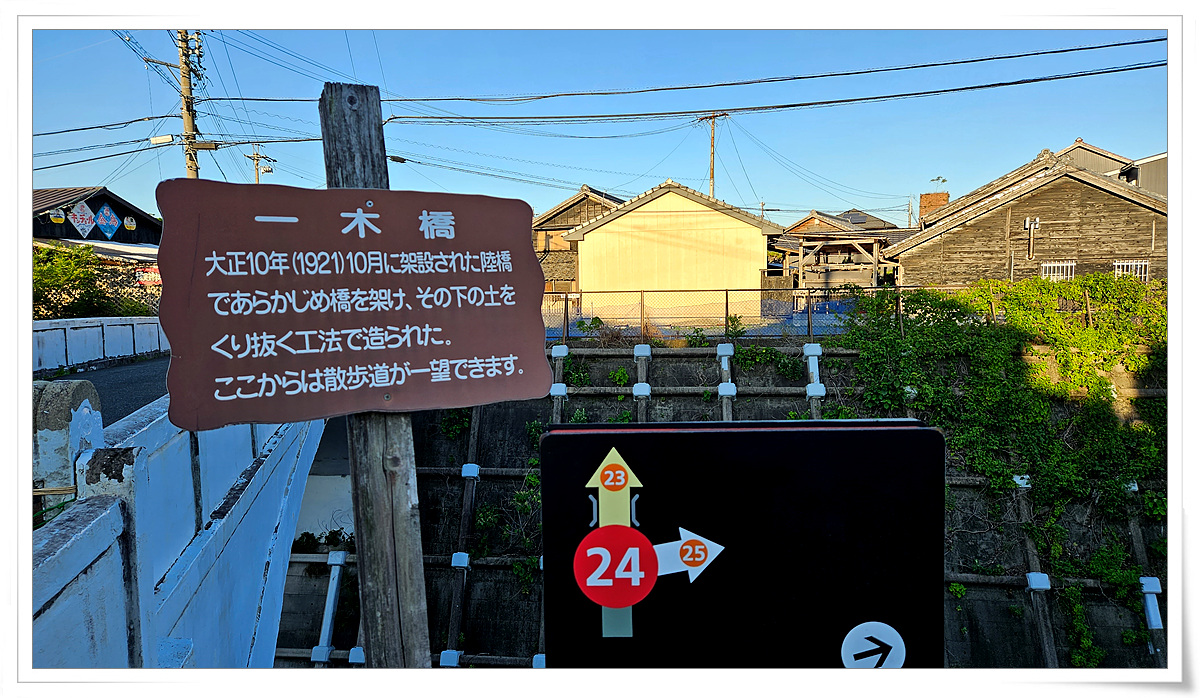 一木橋
大正10年(1921)10月に架設された陸橋
であらかじめ橋を架け、その下の土を
くり抜く工法で造られた。
ここからは散歩道が一望できます。
23
24
25